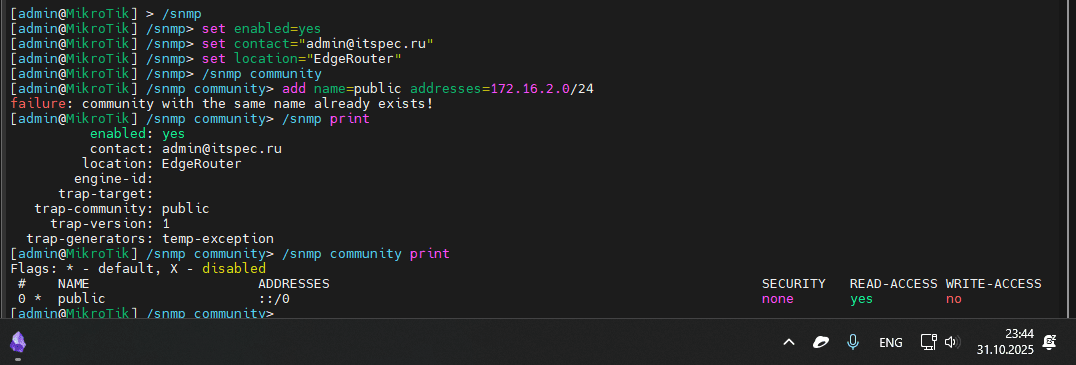 [admin@MikroTik] > /snmp
[admin@MikroTik] /snmp> set enabled=yes
[admin@MikroTik] /snmp> set contact="admin@itspec.ru"
[admin@MikroTik] /snmp> set location="EdgeRouter"
[admin@MikroTik] /snmp> /snmp community
[admin@MikroTik] /snmp community> add name=public addresses=172.16.2.0/24
failure: community with the same name already exists!
[admin@MikroTik] /snmp community> /snmp print
enabled: yes
contact: admin@itspec.ru
location: EdgeRouter
engine-id:
trap-target:
trap-community: public
trap-version: 1
trap-generators: temp-exception
[admin@MikroTik] /snmp community> /snmp community print
Flags: * - default, X - disabled
# NAME ADDRESSES SECURITY READ-ACCESS WRITE-ACCESS
0 * public ::/0 none yes no
[admin@MikroTik] /snmp community>
ENG
23:44
31.10.2025